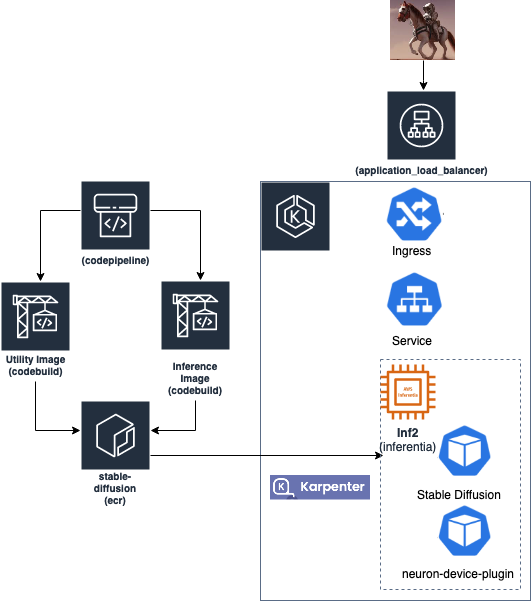 (application_load_balancer)
K
Ingress
(codepipeline)
Service
Utility Image
(codebuild)
Inference
Image
(codebuild)
AWS
Inferentia
Inf2
(inferentia)
stable-
diffusion
(ecr)
K
Karpenter
Stable Diffusion
neuron-device-plugin